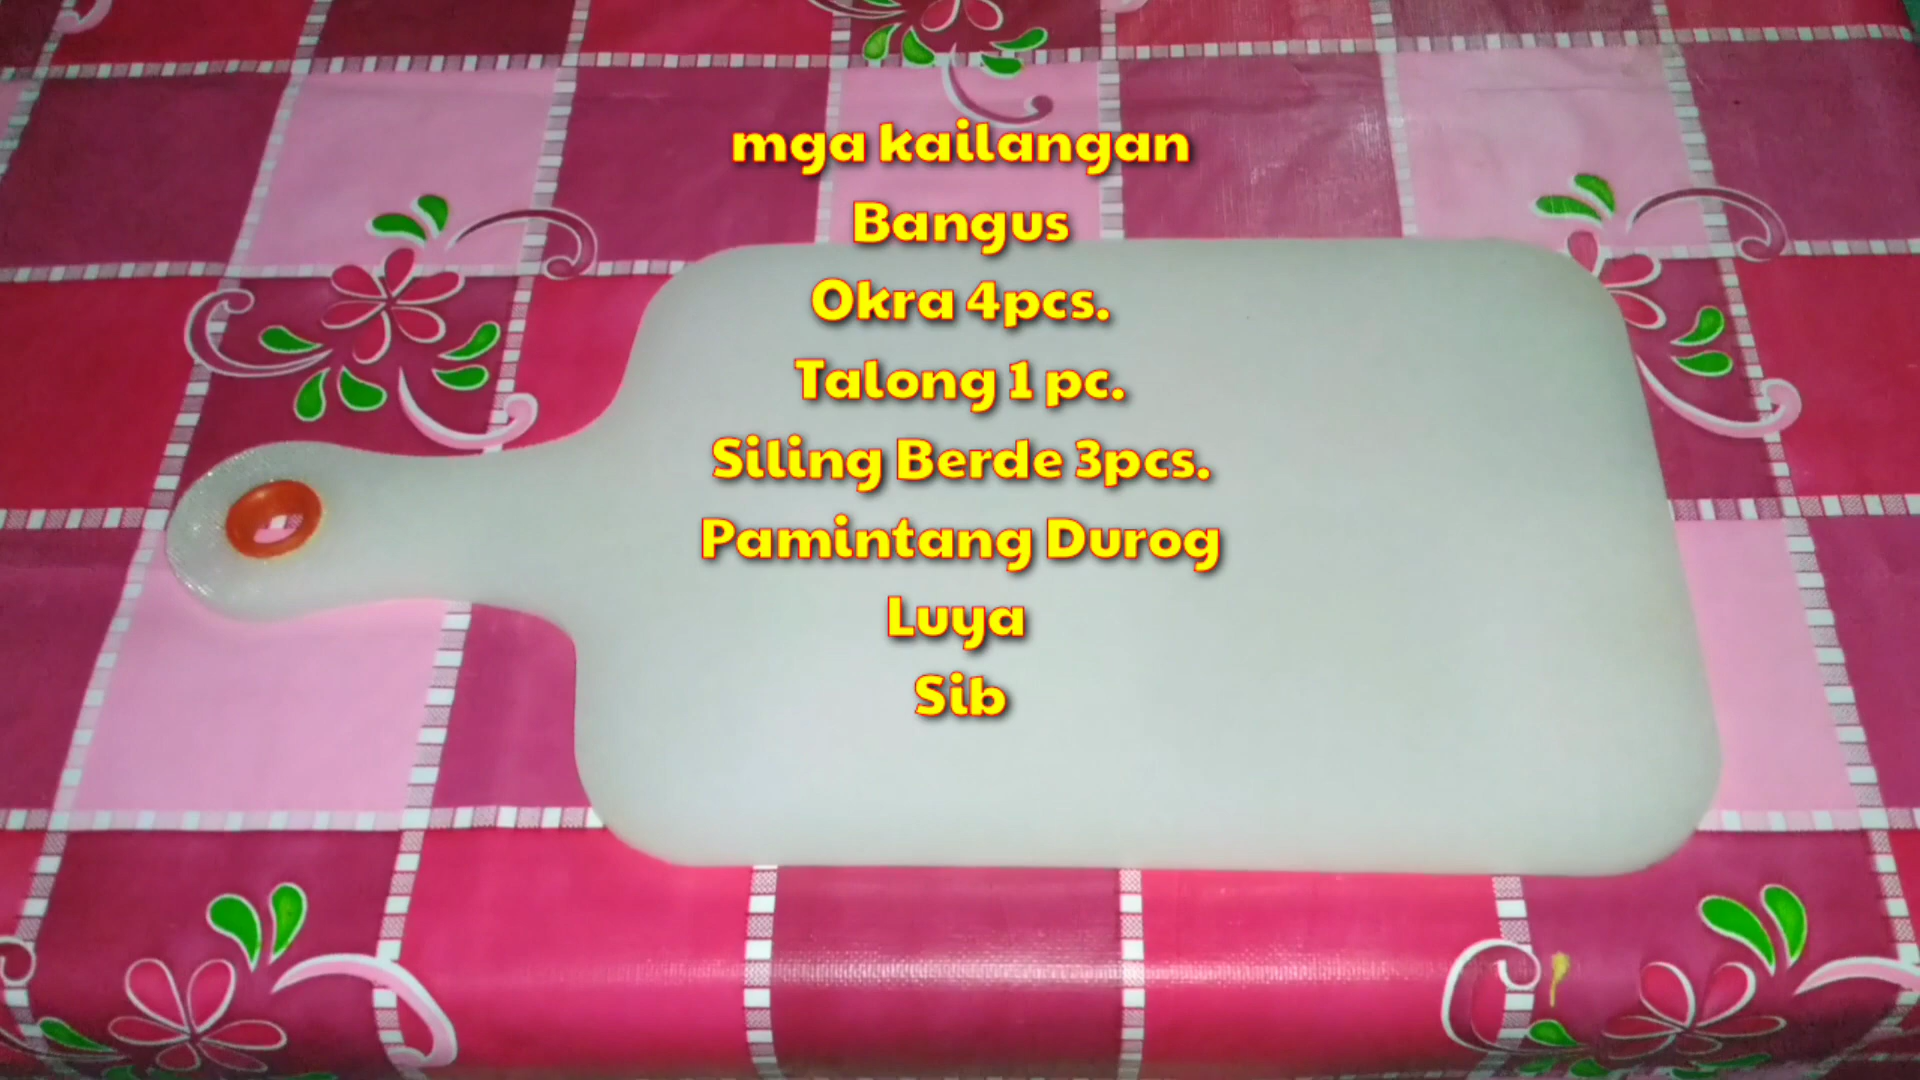 mga kailangan
Bangus
Okra 4pcs.
Talong 1 pc.
Siling Berde 3pcs.
Pamintang Durog
Luya
Sib